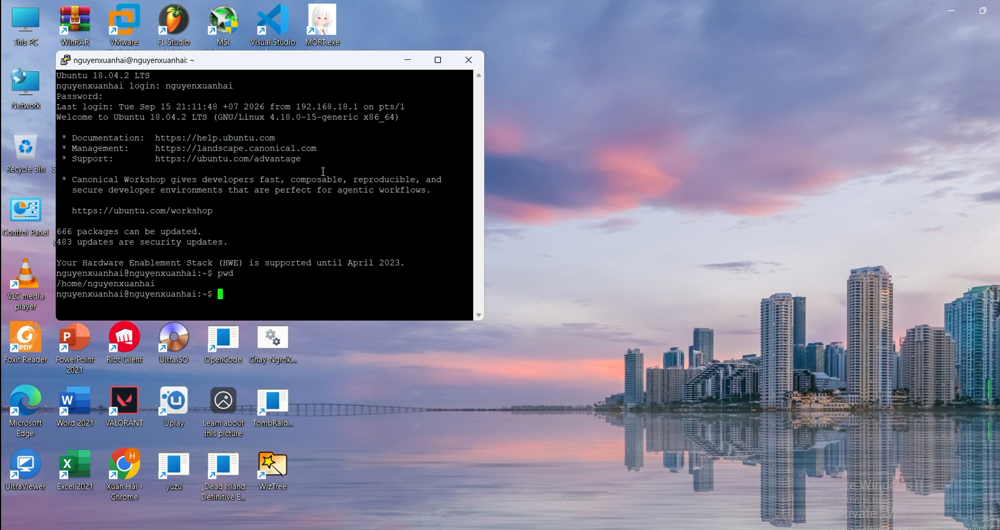 This PC
WinRAR
VMware
FL Studio
MSI
Visual Studio
MORT.exe
nguyenxuanhai@nguyenxuanhai: ~
Ubuntu 18.04.2 LTS
nguyenxuanhai login: nguyenxuanhai
Password:
Last login: Tue Sep 15 21:11:48 +07 2026 from 192.168.18.1 on pts/1
Welcome to Ubuntu 18.04.2 LTS (GNU/Linux 4.18.0-15-generic x86_64)
* Documentation: https://help.ubuntu.com
* Management: https://landscape.canonical.com
* Support: https://ubuntu.com/advantage
* Canonical Workshop gives developers fast, composable, reproducible, and
secure developer environments that are perfect for agentic workflows.
https://ubuntu.com/workshop
666 packages can be updated.
483 updates are security updates.
Your Hardware Enablement Stack (HWE) is supported until April 2023.
nguyenxuanhai@nguyenxuanhai:~$ pwd
/home/nguyenxuanhai
nguyenxuanhai@nguyenxuanhai:~$
Network
Recycle Bin
Control Panel
VLC media
player
Foxit Reader
PowerPoint
2021
Riot Client
UltraISO
OpenCode
Chay-Ngrok....
Microsoft
Edge
Word 2021
VALORANT
Uplay
Learn about
this picture
TombRaid...
UltraViewer
Excel 2021
Xuân Hải -
Chrome
yuzu
_Dead Island
Definitive E...
WizTree